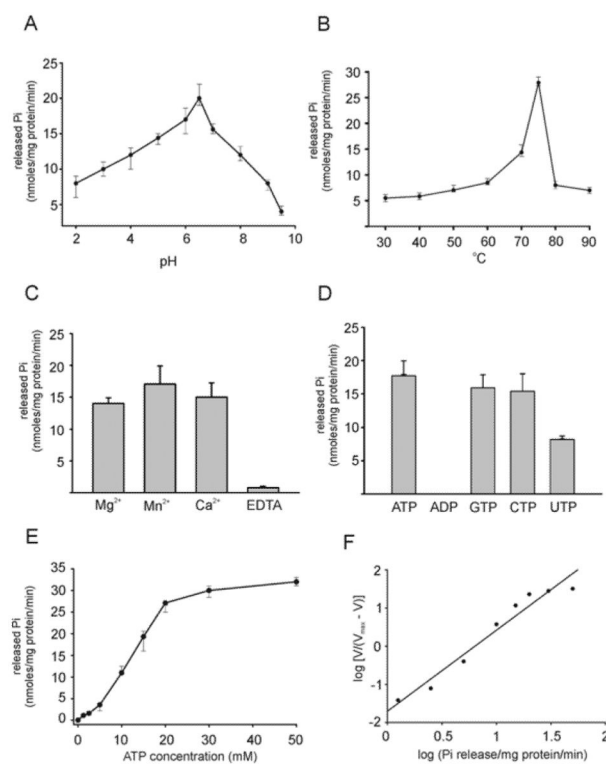 A
released Pi
(nmoles/mg protein/min)
25
20
15
10
5
2
4
6
8
10
pH
B
released Pi
(nmoles/mg protein/min)
30
25
20
15
10
5
30
40
50
60
70
80
90
°C
C
released Pi
(nmoles/mg protein/min)
25
20
15
10
5
Mg²⁺
Mn²⁺
Ca²⁺
EDTA
D
released Pi
(nmoles/mg protein/min)
25
20
15
10
5
ATP
ADP
GTP
CTP
UTP
E
released Pi
(nmoles/mg protein/min)
35
30
25
20
15
10
5
0
0
10
20
30
40
50
ATP concentration (mM)
F
log [V/(Vmax - V)]
2
1
0
-1
-2
0
0.5
1
1.5
2
log (Pi release/mg protein/min)